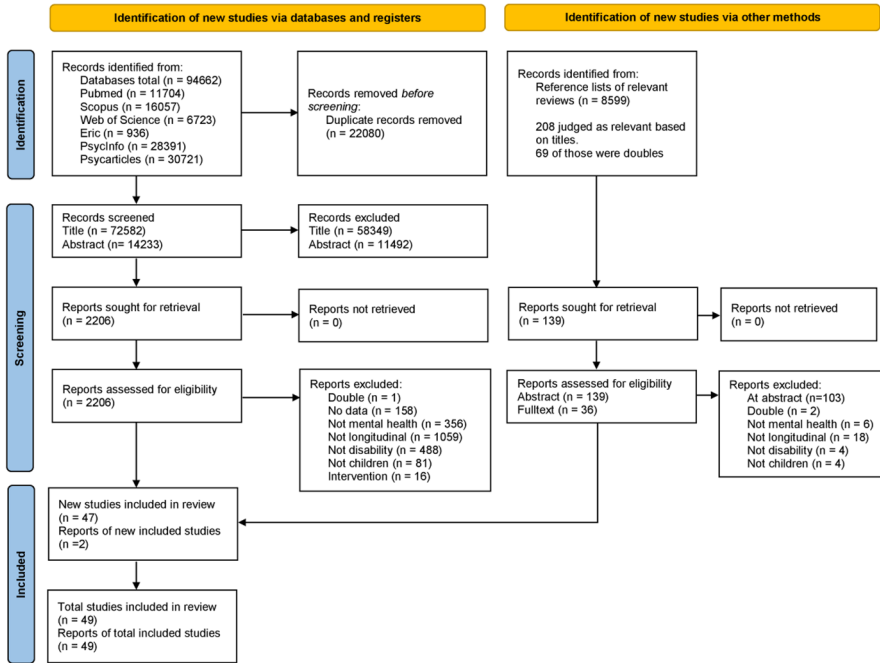 Identification of new studies via databases and registers
Identification of new studies via other methods
Identification
Records identified from:
Databases total (n = 94662)
Pubmed (n = 11704)
Scopus (n = 16057)
Web of Science (n = 6723)
Eric (n = 936)
PsycInfo (n = 28391)
Psycarticles (n = 30721)
Records removed before
screening:
Duplicate records removed
(n = 22080)
Records identified from:
Reference lists of relevant
reviews (n = 8599)
208 judged as relevant based
on titles.
69 of those were doubles
Screening
Records screened
Title (n = 72582)
Abstract (n= 14233)
Records excluded
Title (n = 58349)
Abstract (n = 11492)
Reports sought for retrieval
(n = 2206)
Reports not retrieved
(n = 0)
Reports sought for retrieval
(n = 139)
Reports not retrieved
(n = 0)
Reports assessed for eligibility
(n = 2206)
Reports excluded:
Double (n = 1)
No data (n = 158)
Not mental health (n = 356)
Not longitudinal (n = 1059)
Not disability (n = 488)
Not children (n = 81)
Intervention (n = 16)
Reports assessed for eligibility
Abstract (n = 139)
Fulltext (n = 36)
Reports excluded:
At abstract (n=103)
Double (n = 2)
Not mental health (n = 6)
Not longitudinal (n = 18)
Not disability (n = 4)
Not children (n = 4)
Included
New studies included in review
(n = 47)
Reports of new included studies
(n =2)
Total studies included in review
(n = 49)
Reports of total included studies
(n = 49)